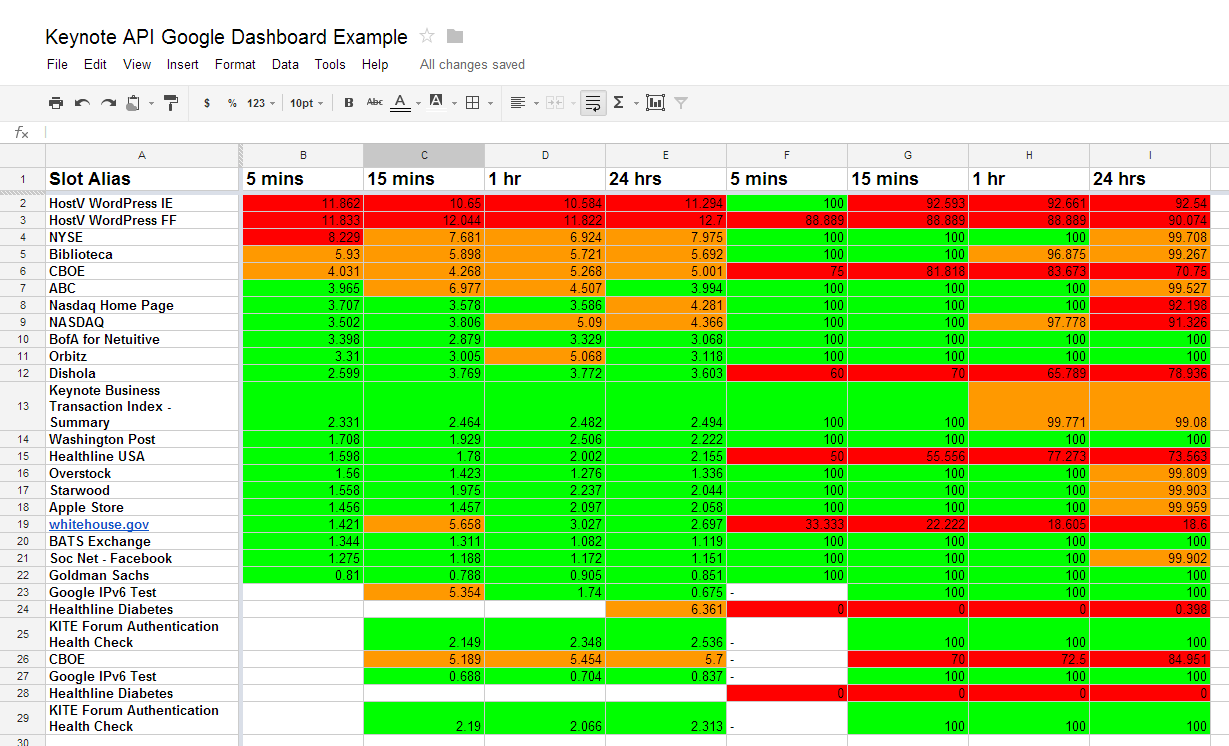 Keynote API Google Dashboard Example
File Edit View Insert Format Data Tools Help All changes saved
$ % 123 10pt B Abc A A Σ
fx
A B C D E F G H I
1 Slot Alias 5 mins 15 mins 1 hr 24 hrs 5 mins 15 mins 1 hr 24 hrs
2 HostV WordPress IE 11.862 10.65 10.584 11.294 100 92.593 92.661 92.54
3 HostV WordPress FF 11.833 12.044 11.822 12.7 88.889 88.889 88.889 90.074
4 NYSE 8.229 7.681 6.924 7.975 100 100 100 99.708
5 Biblioteca 5.93 5.898 5.721 5.692 100 100 96.875 99.267
6 CBOE 4.031 4.268 5.268 5.001 75 81.818 83.673 70.75
7 ABC 3.965 6.977 4.507 3.994 100 100 100 99.527
8 Nasdaq Home Page 3.707 3.578 3.586 4.281 100 100 100 92.198
9 NASDAQ 3.502 3.806 5.09 4.366 100 100 97.778 91.326
10 BofA for Netuitive 3.398 2.879 3.329 3.068 100 100 100 100
11 Orbitz 3.31 3.005 5.068 3.118 100 100 100 100
12 Dishola 2.599 3.769 3.772 3.603 60 70 65.789 78.936
Keynote Business
Transaction Index -
13 Summary 2.331 2.464 2.482 2.494 100 100 99.771 99.08
14 Washington Post 1.708 1.929 2.506 2.222 100 100 100 100
15 Healthline USA 1.598 1.78 2.002 2.155 50 55.556 77.273 73.563
16 Overstock 1.56 1.423 1.276 1.336 100 100 100 99.809
17 Starwood 1.558 1.975 2.237 2.044 100 100 100 99.903
18 Apple Store 1.456 1.457 2.097 2.058 100 100 100 99.959
19 whitehouse.gov 1.421 5.658 3.027 2.697 33.333 22.222 18.605 18.6
20 BATS Exchange 1.344 1.311 1.082 1.119 100 100 100 100
21 Soc Net - Facebook 1.275 1.188 1.172 1.151 100 100 100 99.902
22 Goldman Sachs 0.81 0.788 0.905 0.851 100 100 100 100
23 Google IPv6 Test 5.354 1.74 0.675 - 100 100 100
24 Healthline Diabetes 6.361 0 0 0 0.398
KITE Forum Authentication
25 Health Check 2.149 2.348 2.536 - 100 100 100
26 CBOE 5.189 5.454 5.7 - 70 72.5 84.951
27 Google IPv6 Test 0.688 0.704 0.837 - 100 100 100
28 Healthline Diabetes 0 0 0 0
KITE Forum Authentication
29 Health Check 2.19 2.066 2.313 - 100 100 100
30